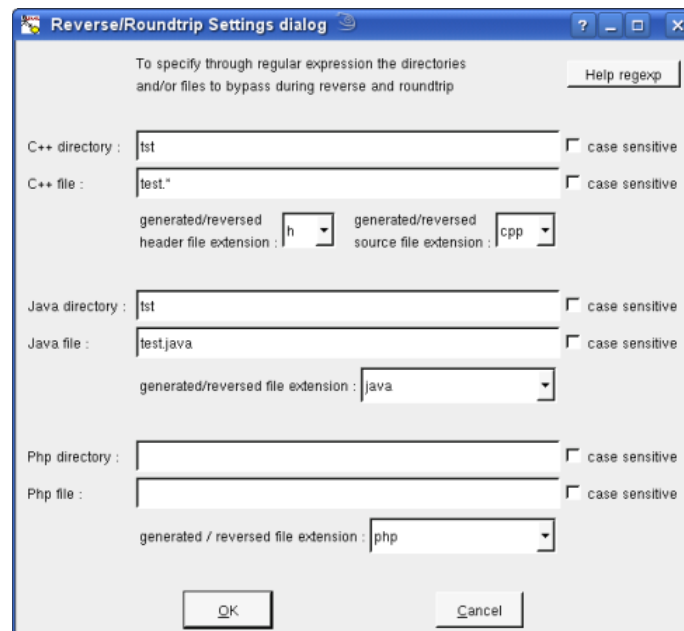 Reverse/Roundtrip Settings dialog
To specify through regular expression the directories
and/or files to bypass during reverse and roundtrip
Help regexp
C++ directory : tst case sensitive
C++ file : test.* case sensitive
generated/reversed header file extension : h generated/reversed source file extension : cpp
Java directory : tst case sensitive
Java file : test.java case sensitive
generated/reversed file extension : java
Php directory : case sensitive
Php file : case sensitive
generated / reversed file extension : php
OK Cancel